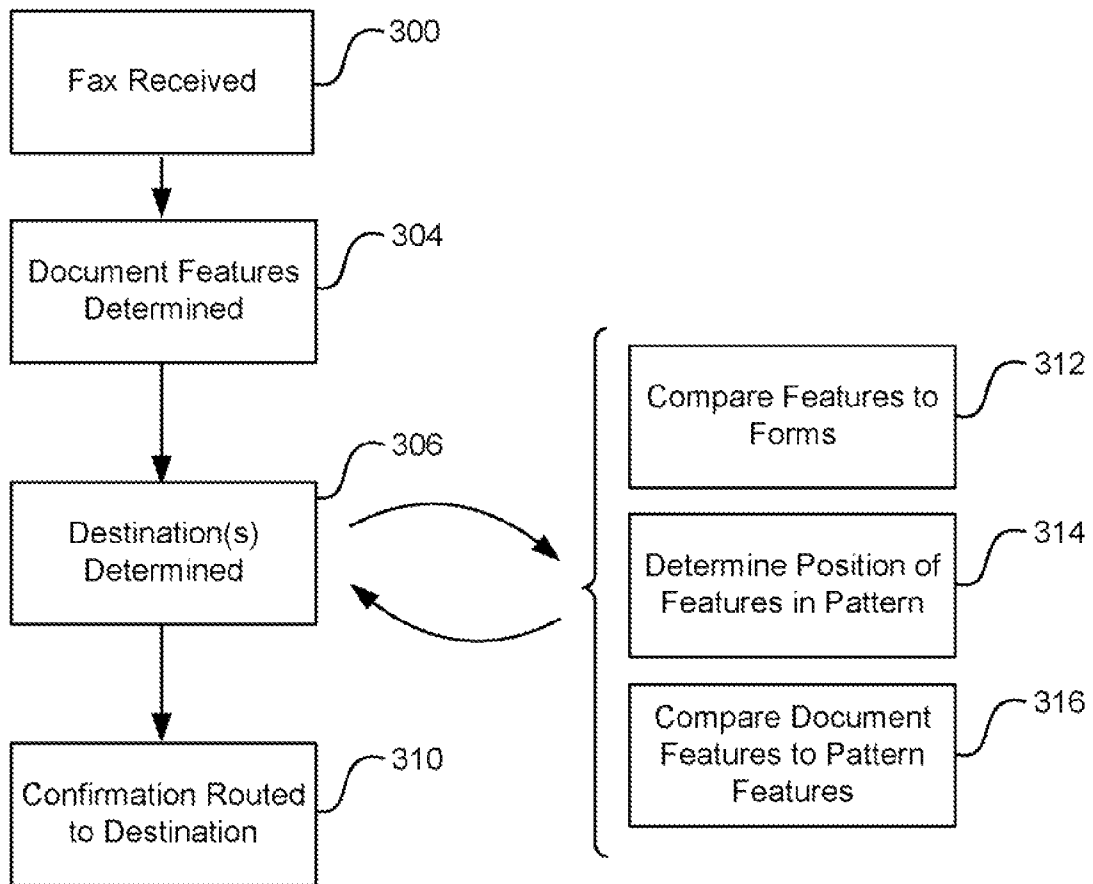 Fax Received
300
Document Features
Determined
304
Destination(s)
Determined
306
Confirmation Routed
to Destination
310
Compare Features to
Forms
312
Determine Position of
Features in Pattern
314
Compare Document
Features to Pattern
Features
316